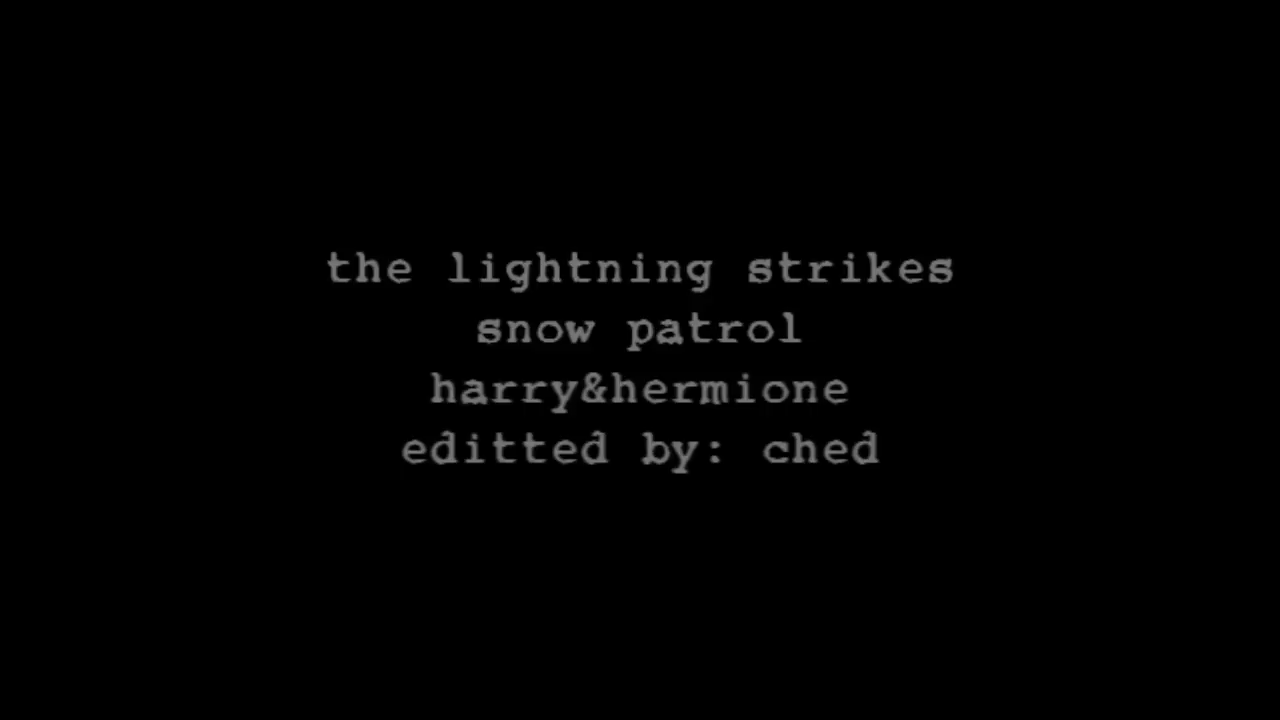 the lightning strikes
snow patrol
harry&hermione
editted by: ched